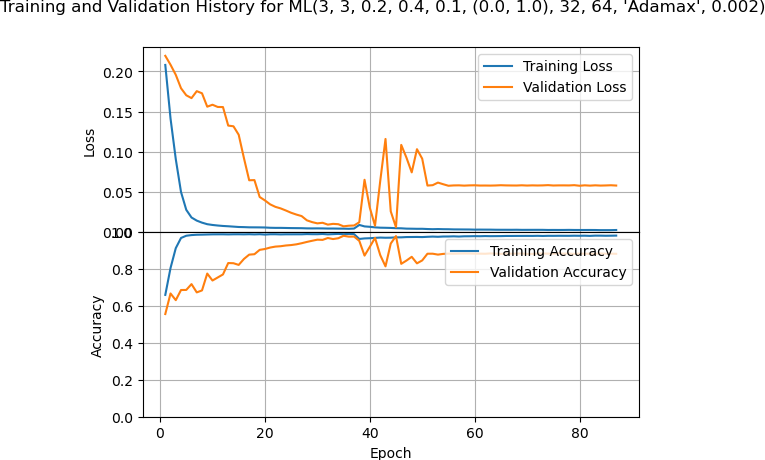 Training and Validation History for ML(3, 3, 0.2, 0.4, 0.1, (0.0, 1.0), 32, 64, 'Adamax', 0.002)
0.20
0.15
0.10
0.05
0.00
Loss
Training Loss
Validation Loss
1.0
0.8
0.6
0.4
0.2
0.0
Accuracy
Training Accuracy
Validation Accuracy
0 20 40 60 80
Epoch